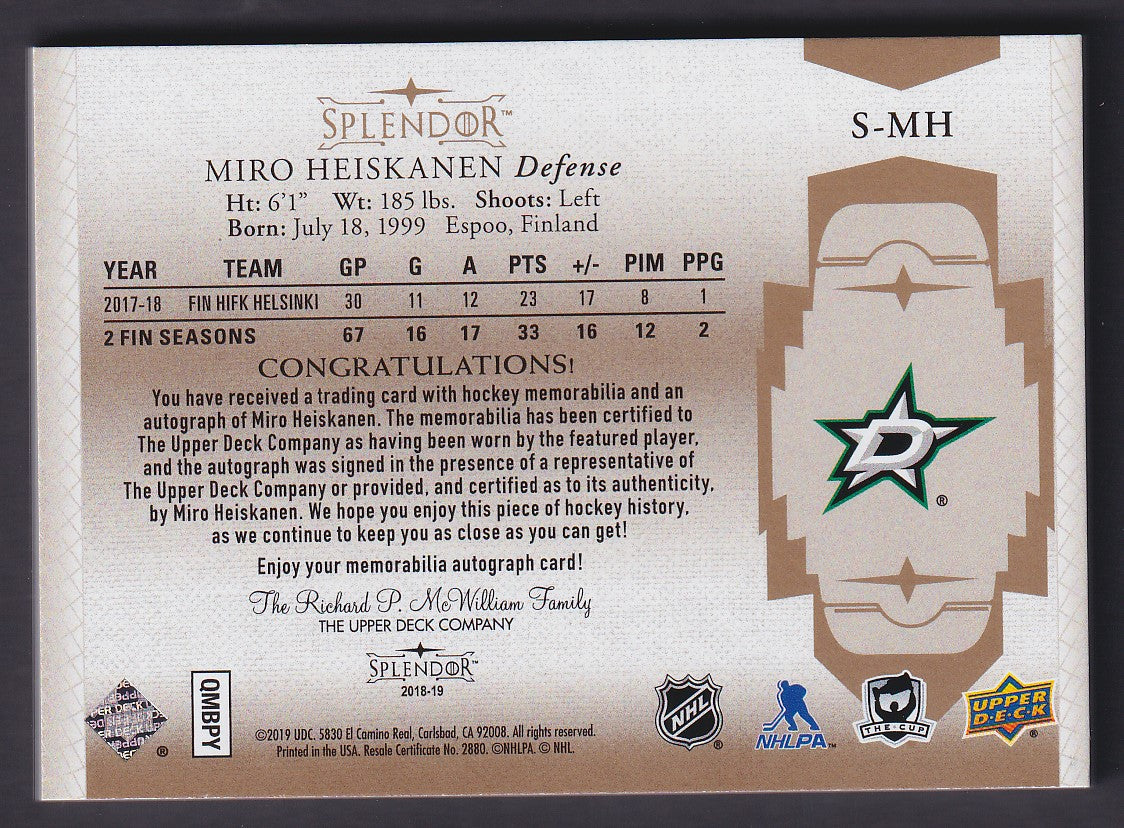 SPLENDOR™
MIRO HEISKANEN Defense
Ht: 6'1" Wt: 185 lbs. Shoots: Left
Born: July 18, 1999 Espoo, Finland
YEAR TEAM GP G A PTS +/- PIM PPG
2017-18 FIN HIFK HELSINKI 30 11 12 23 17 8 1
2 FIN SEASONS 67 16 17 33 16 12 2
CONGRATULATIONS!
You have received a trading card with hockey memorabilia and an
autograph of Miro Heiskanen. The memorabilia has been certified to
The Upper Deck Company as having been worn by the featured player,
and the autograph was signed in the presence of a representative of
The Upper Deck Company or provided, and certified as to its authenticity,
by Miro Heiskanen. We hope you enjoy this piece of hockey history,
as we continue to keep you as close as you can get!
Enjoy your memorabilia autograph card!
The Richard P. McWilliam Family
THE UPPER DECK COMPANY
SPLENDOR™
2018-19
©2019 UDC. 5830 El Camino Real, Carlsbad, CA 92008. All rights reserved.
Printed in the USA. Resale Certificate No. 2880. ©NHLPA. © NHL.
®
QMBPY
S-MH
D ®
NHL ®
NHLPA™
THE CUP
UPPER DECK ®